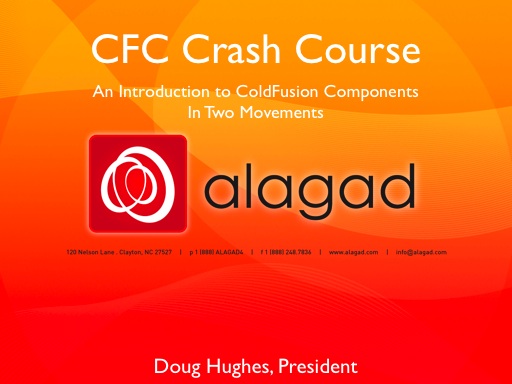 CFC Crash Course
An Introduction to ColdFusion Components
In Two Movements
alagad
120 Nelson Lane . Clayton, NC 27527 | p 1 (888) ALAGAD4 | f 1 (888) 248.7836 | www.alagad.com | info@alagad.com
Doug Hughes, President